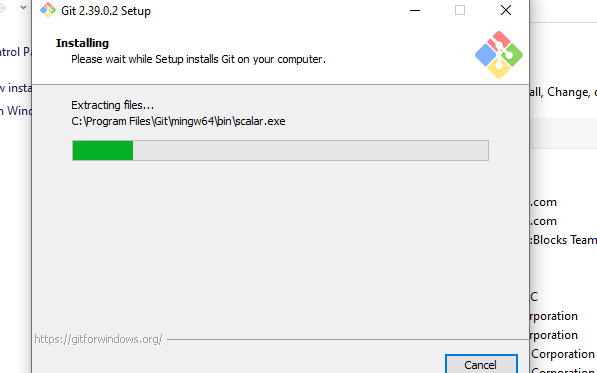 Git 2.39.0.2 Setup
Installing
Please wait while Setup installs Git on your computer.
Extracting files...
C:\Program Files\Git\mingw64\bin\scalar.exe
https://gitforwindows.org/
Cancel
ntrol Pa
w insta
n Wind
all, Change, o
.com
.com
:Blocks Team
C
rporation
rporation
Corporation
Corporation